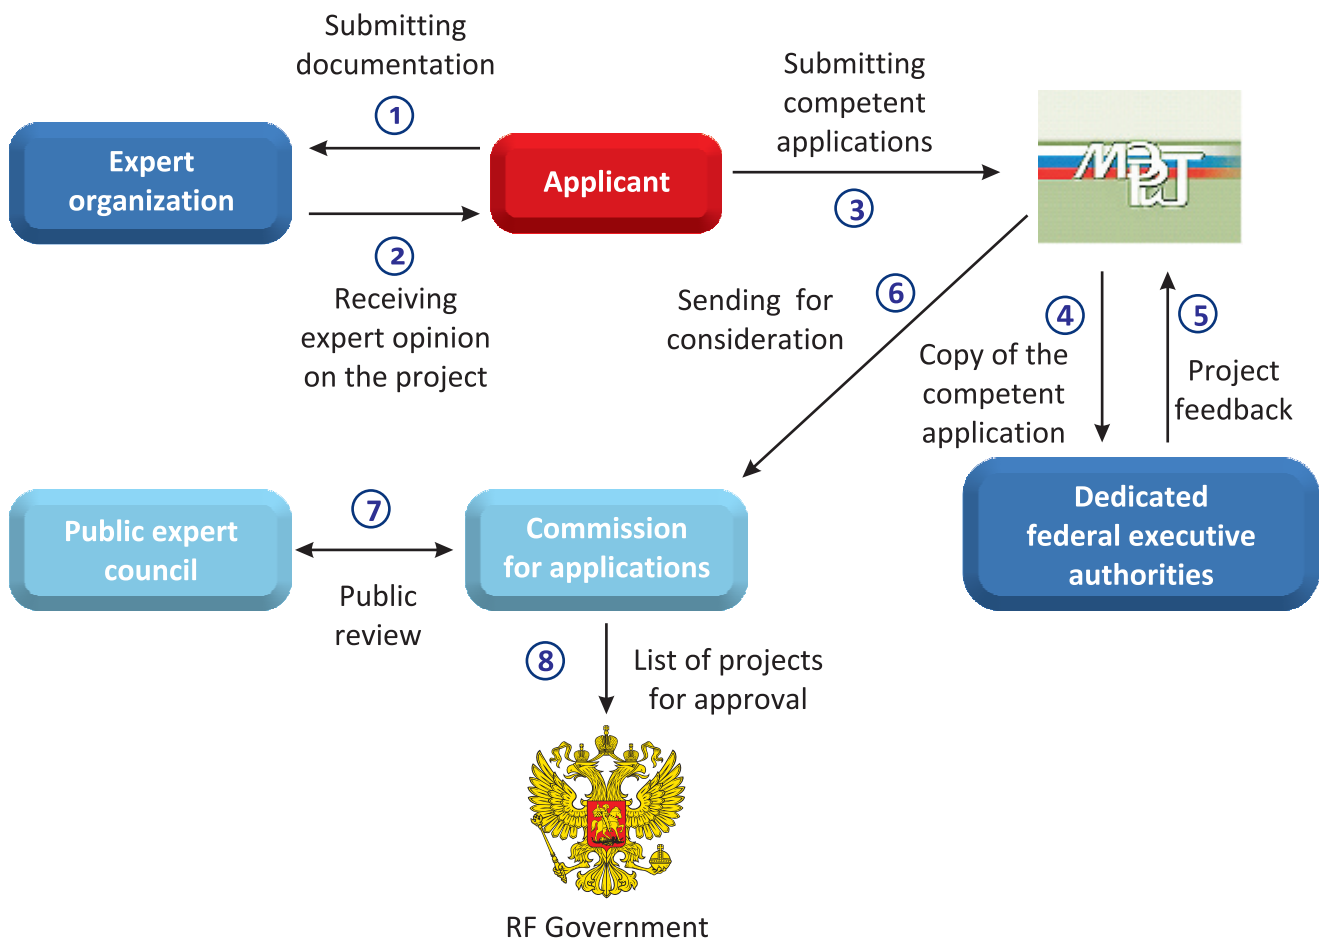 Submitting
documentation
1
Expert
organization
2
Receiving
expert opinion
on the project
Applicant
Submitting
competent
applications
3
МЭРиТ
6
Sending for
consideration
4
Copy of the
competent
application
5
Project
feedback
Dedicated
federal executive
authorities
Public expert
council
7
Public
review
Commission
for applications
8
List of projects
for approval
RF Government